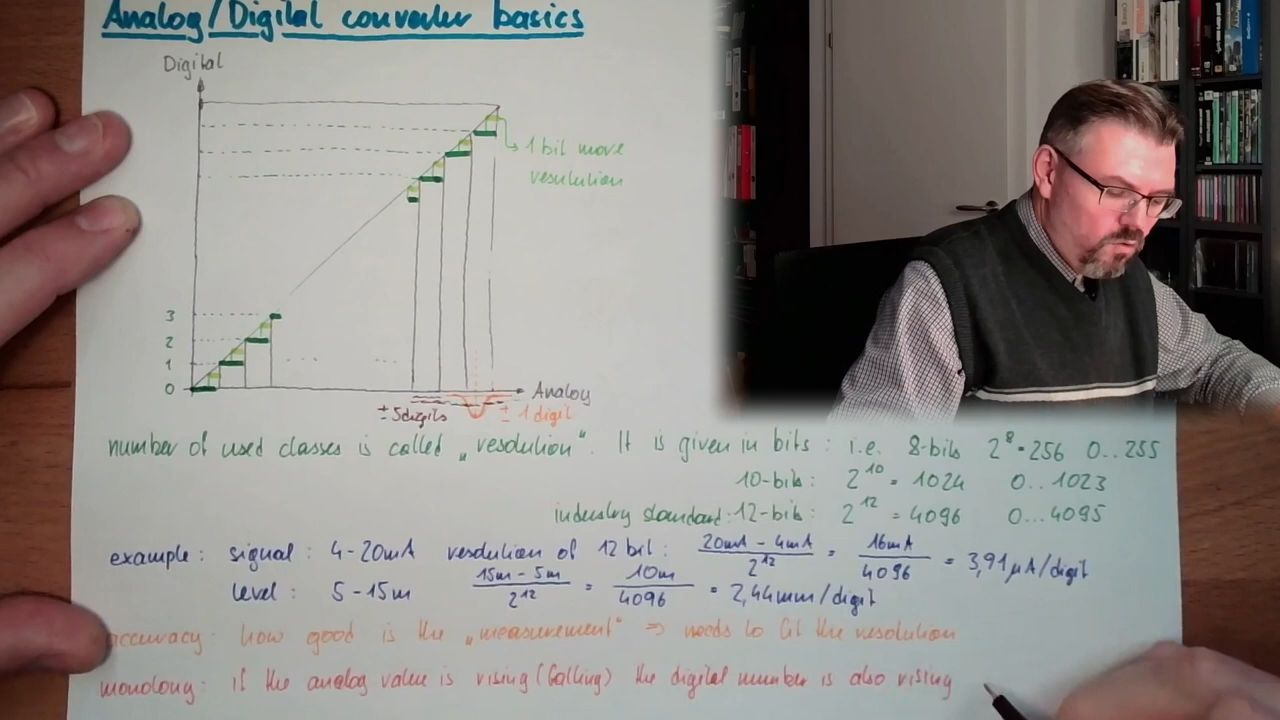 Analog/Digital converter basics
Digital
1 bit more
resolution
3
2
1
0
Analog
± 5 digits
± 1 digit
number of used classes is called „resolution". It is given in bits: i.e. 8-bits 2^8 = 256 0..255
10-bits: 2^10 = 1024 0...1023
industry standard: 12-bits: 2^12 = 4096 0...4095
example: signal: 4-20mA resolution of 12 bit: (20mA - 4mA)/2^12 = 16mA/4096 = 3,91 µA/digit
level: 5-15m (15m - 5m)/2^12 = 10m/4096 = 2,44mm/digit
accuracy: how good is the „measurement" ⇒ needs to fit the resolution
monotony: if the analog value is rising (falling) the digital number is also rising